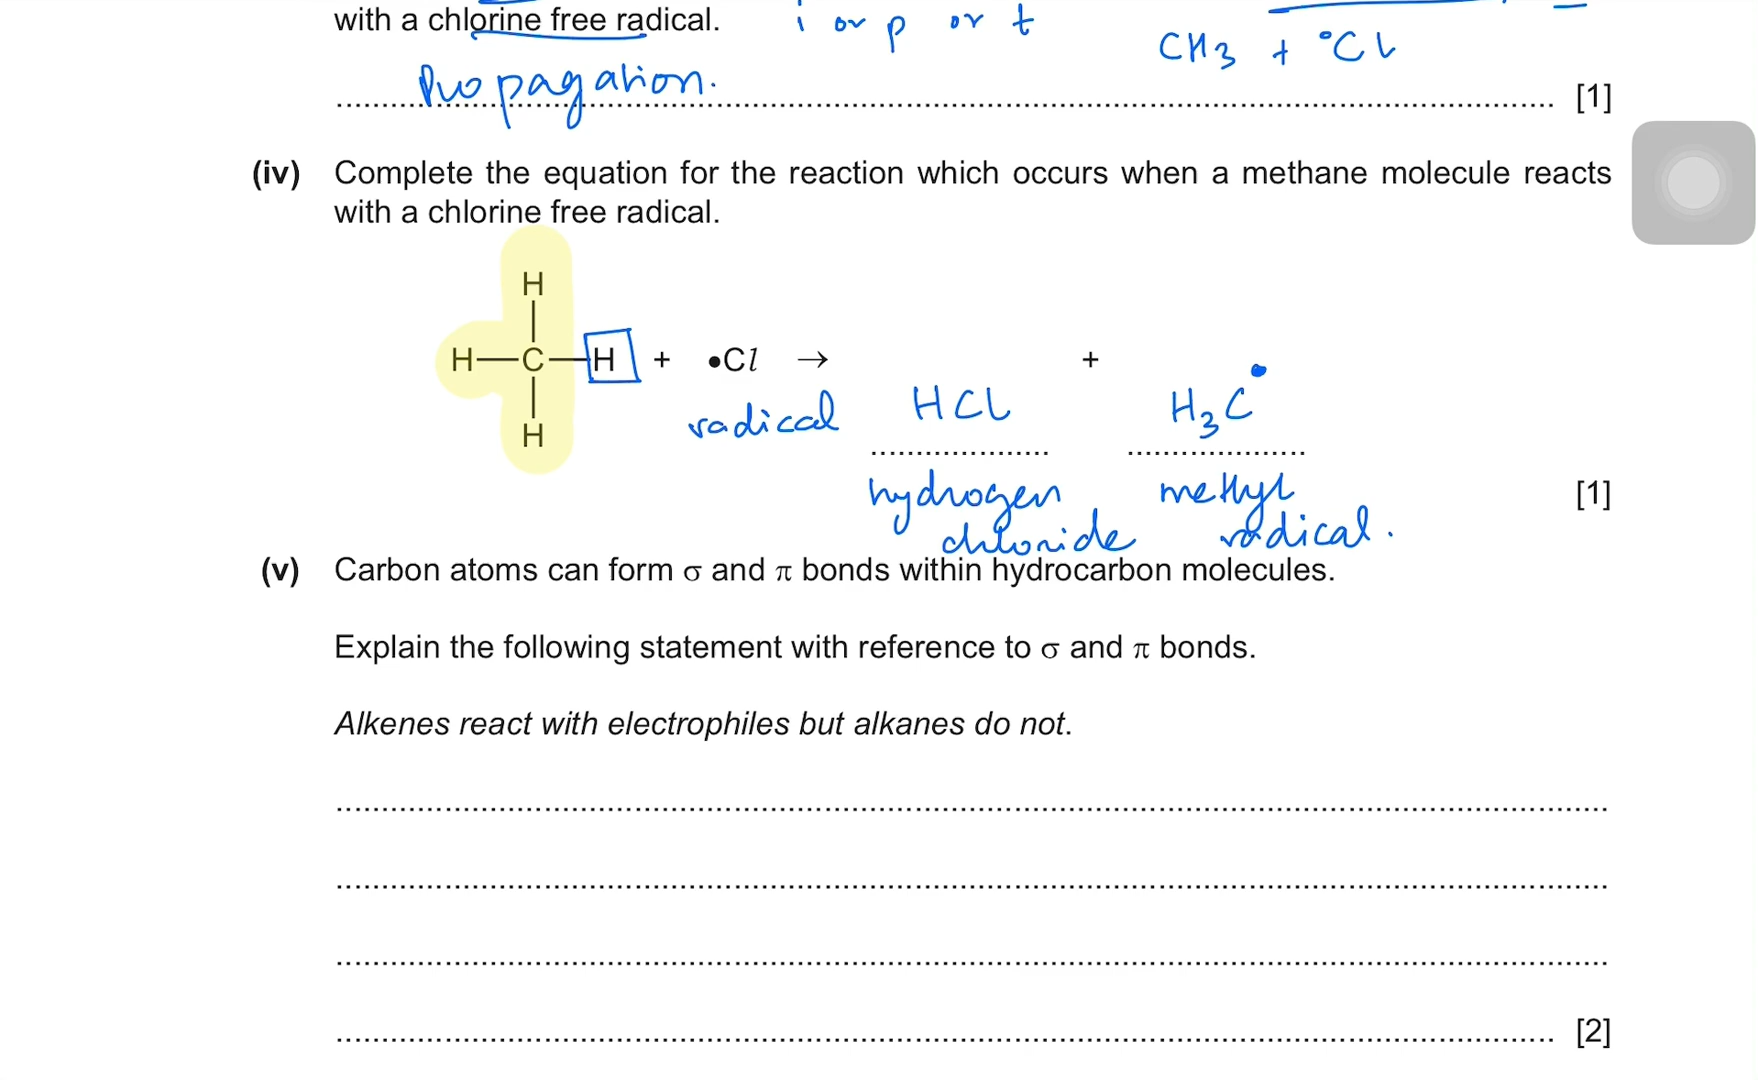 with a chlorine free radical. i or p or t
CH3 + °Cl
Propagation. [1]
(iv) Complete the equation for the reaction which occurs when a methane molecule reacts
with a chlorine free radical.
H
H—C—H + •Cl →  +
H
radical HCl H3C•
hydrogen chloride methyl radical.
[1]
(v) Carbon atoms can form σ and π bonds within hydrocarbon molecules.
Explain the following statement with reference to σ and π bonds.
Alkenes react with electrophiles but alkanes do not.
[2]